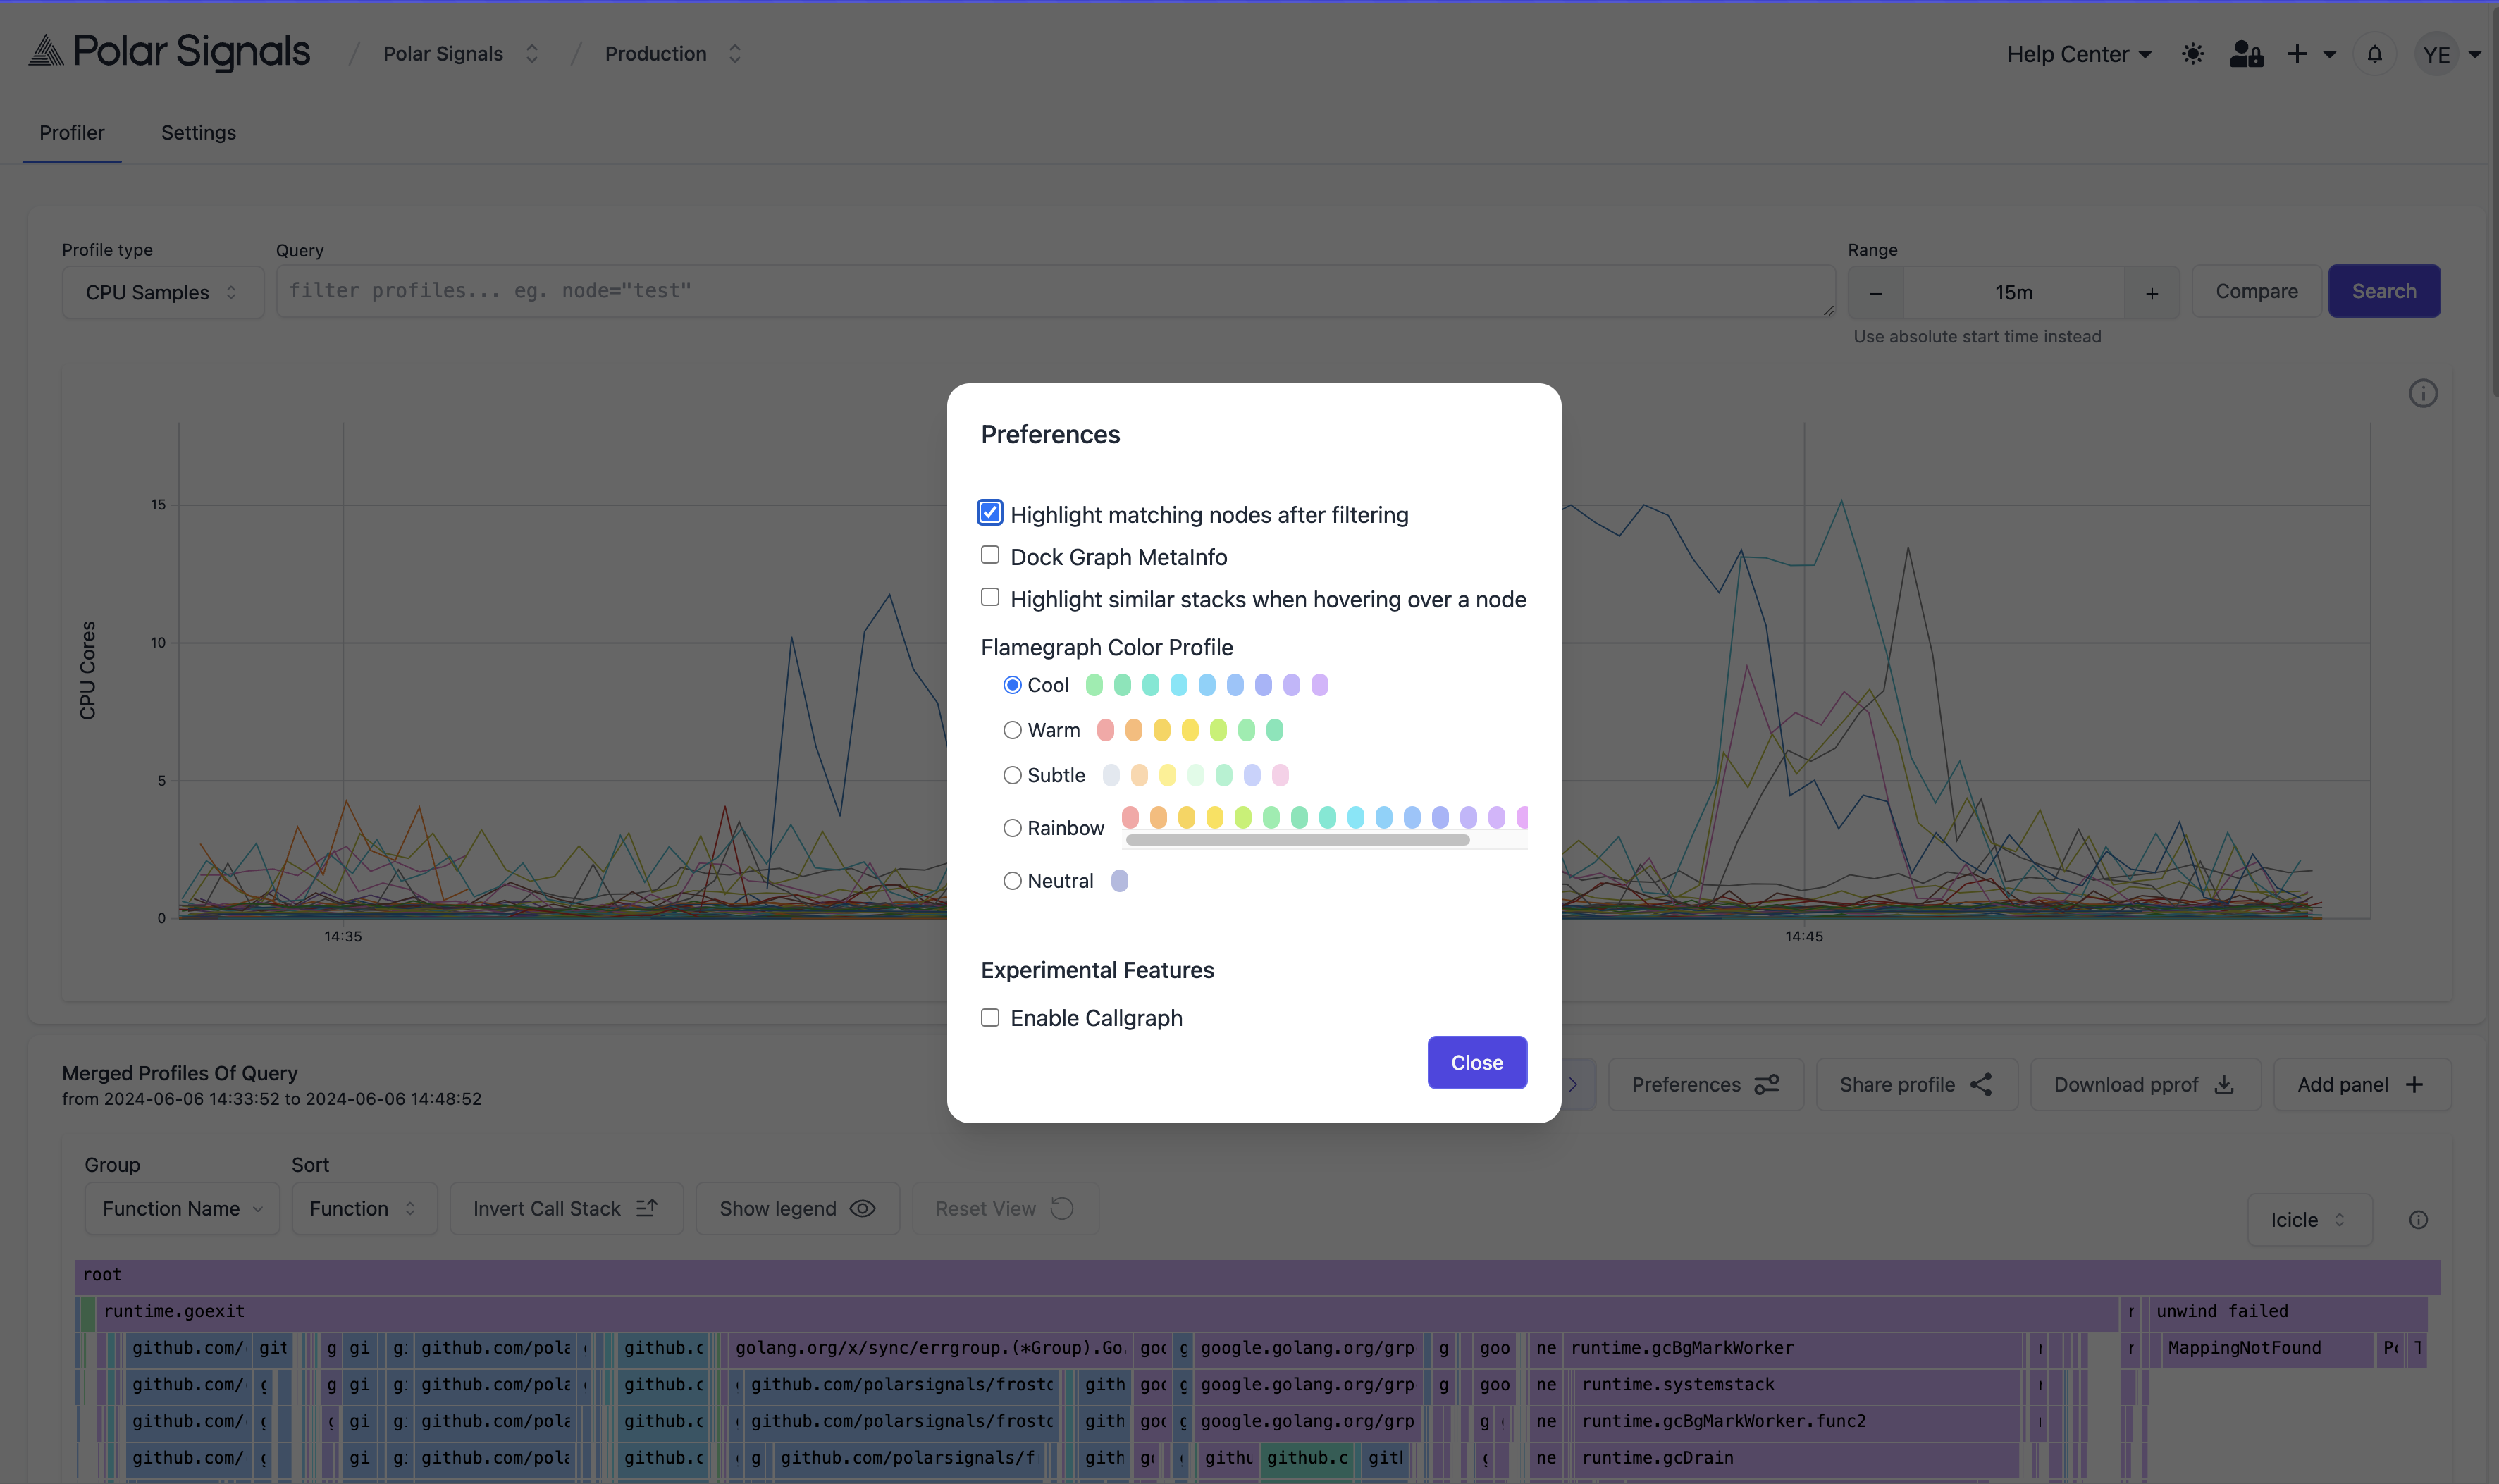 Polar Signals / Polar Signals / Production Help Center YE
Profiler Settings
Profile type Query Range
CPU Samples filter profiles... eg. node="test" − 15m + Compare Search
Use absolute start time instead
CPU Cores
15
10
5
0
14:35 14:45
Preferences
Highlight matching nodes after filtering
Dock Graph MetaInfo
Highlight similar stacks when hovering over a node
Flamegraph Color Profile
Cool
Warm
Subtle
Rainbow
Neutral
Experimental Features
Enable Callgraph
Close
Merged Profiles Of Query
from 2024-06-06 14:33:52 to 2024-06-06 14:48:52
Preferences Share profile Download pprof Add panel +
Group Sort
Function Name Function Invert Call Stack Show legend Reset View Icicle
root
runtime.goexit r unwind failed
github.com/ git g gi g: github.com/pola github.c golang.org/x/sync/errgroup.(*Group).Go. goo g google.golang.org/grp g goo ne runtime.gcBgMarkWorker MappingNotFound
github.com/ g gi g: github.com/pola github.c github.com/polarsignals/frostd gith goo google.golang.org/grp g goo ne runtime.systemstack
github.com/ gi g: github.com/pola github.c github.com/polarsignals/frostd gith goo google.golang.org/grp g ne runtime.gcBgMarkWorker.func2
github.com/ gi g: github.com/pola github.c g github.com/polarsignals/f gith githu github.c gith ne runtime.gcDrain